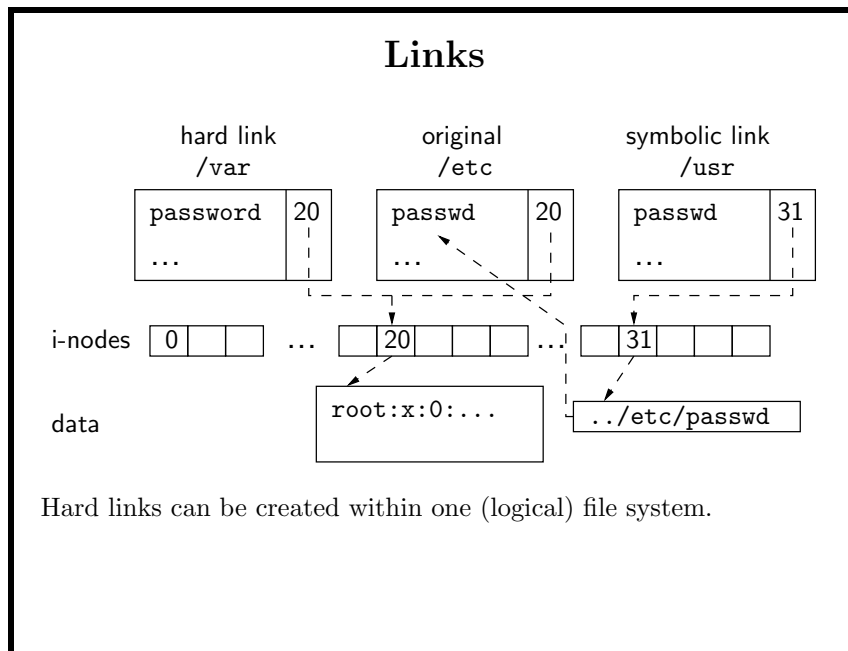 Links
hard link original symbolic link
/var /etc /usr
password 20 passwd 20 passwd 31
... ... ...
i-nodes 0 ... 20 ... 31
root:x:0:...
data ../etc/passwd
Hard links can be created within one (logical) file system.